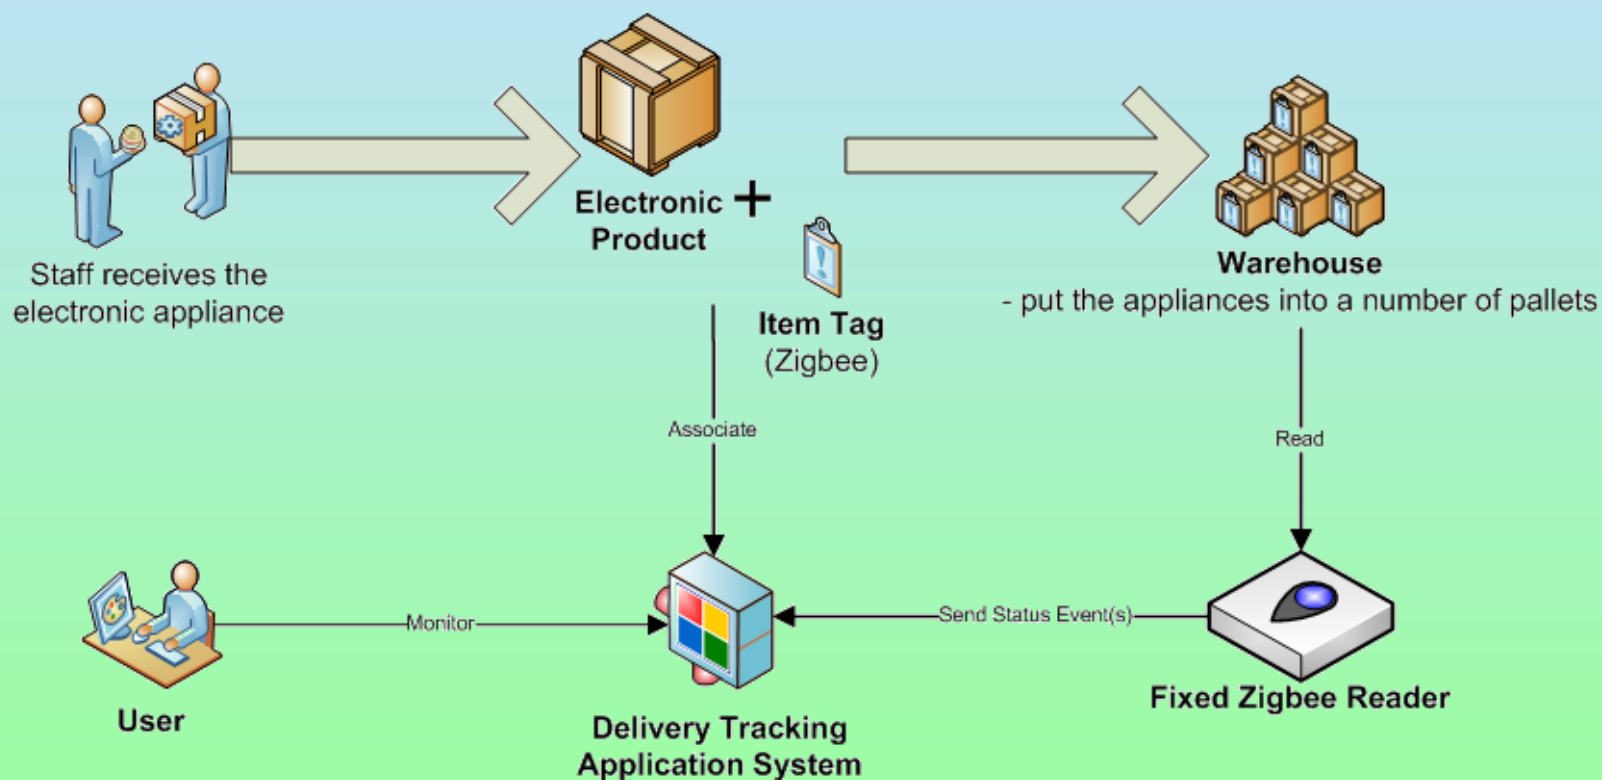 Staff receives the
electronic appliance
Electronic +
Product
Item Tag
(Zigbee)
Warehouse
- put the appliances into a number of pallets
Associate
Read
Monitor
Send Status Event(s)
User
Delivery Tracking
Application System
Fixed Zigbee Reader